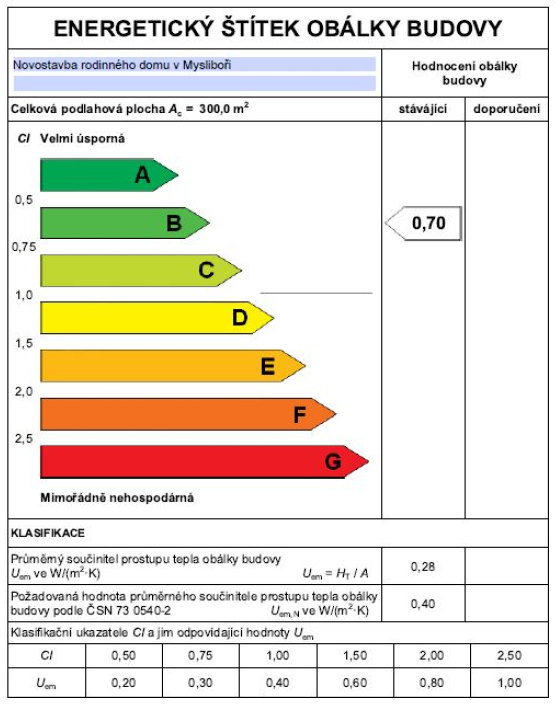 ENERGETICKÝ ŠTÍTEK OBÁLKY BUDOVY
Novostavba rodinného domu v Mysliboři
Hodnocení obálky
budovy
Celková podlahová plocha Ac = 300,0 m²
stávající
doporučení
CI Velmi úsporná
A
0,5
B
0,70
0,75
C
1,0
D
1,5
E
2,0
F
2,5
G
Mimořádně nehospodárná
KLASIFIKACE
Průměrný součinitel prostupu tepla obálky budovy
Uem ve W/(m²·K) Uem = HT / A
0,28
Požadovaná hodnota průměrného součinitele prostupu tepla obálky
budovy podle ČSN 73 0540-2 Uem,N ve W/(m²·K)
0,40
Klasifikační ukazatele CI a jim odpovídající hodnoty Uem
CI 0,50 0,75 1,00 1,50 2,00 2,50
Uem 0,20 0,30 0,40 0,60 0,80 1,00